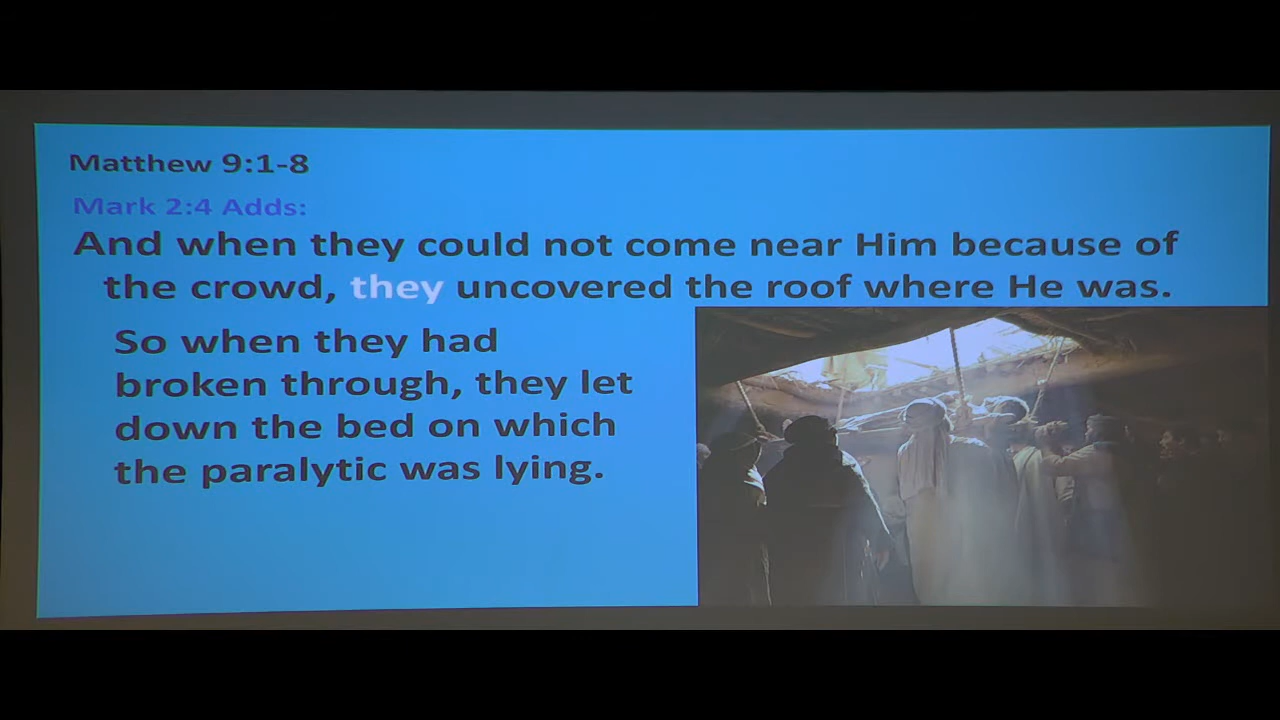 Matthew 9:1-8
Mark 2:4 Adds:
And when they could not come near Him because of
the crowd, they uncovered the roof where He was.
So when they had
broken through, they let
down the bed on which
the paralytic was lying.